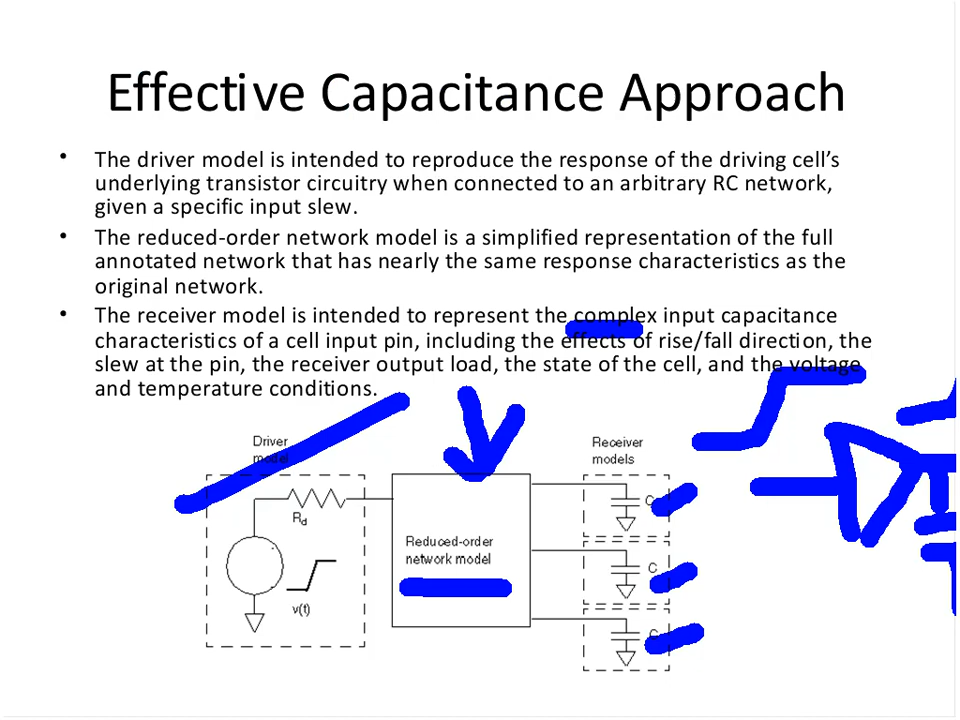 Effective Capacitance Approach
• The driver model is intended to reproduce the response of the driving cell’s
underlying transistor circuitry when connected to an arbitrary RC network,
given a specific input slew.
• The reduced-order network model is a simplified representation of the full
annotated network that has nearly the same response characteristics as the
original network.
• The receiver model is intended to represent the complex input capacitance
characteristics of a cell input pin, including the effects of rise/fall direction, the
slew at the pin, the receiver output load, the state of the cell, and the voltage
and temperature conditions.
Driver
model
Receiver
models
Rd
C
Reduced-order
network model
C
v(t)
C